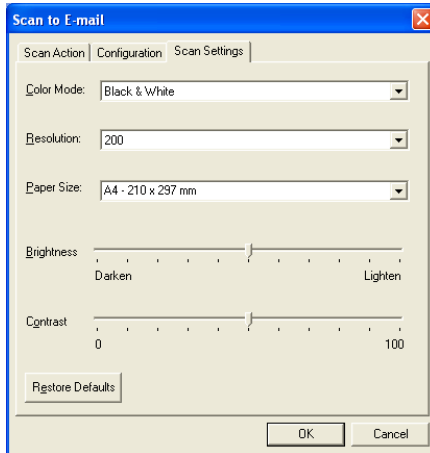 Scan to E-mail
Scan Action Configuration Scan Settings
Color Mode: Black & White
Resolution: 200
Paper Size: A4 - 210 x 297 mm
Brightness
Darken Lighten
Contrast
0 100
Restore Defaults
OK Cancel